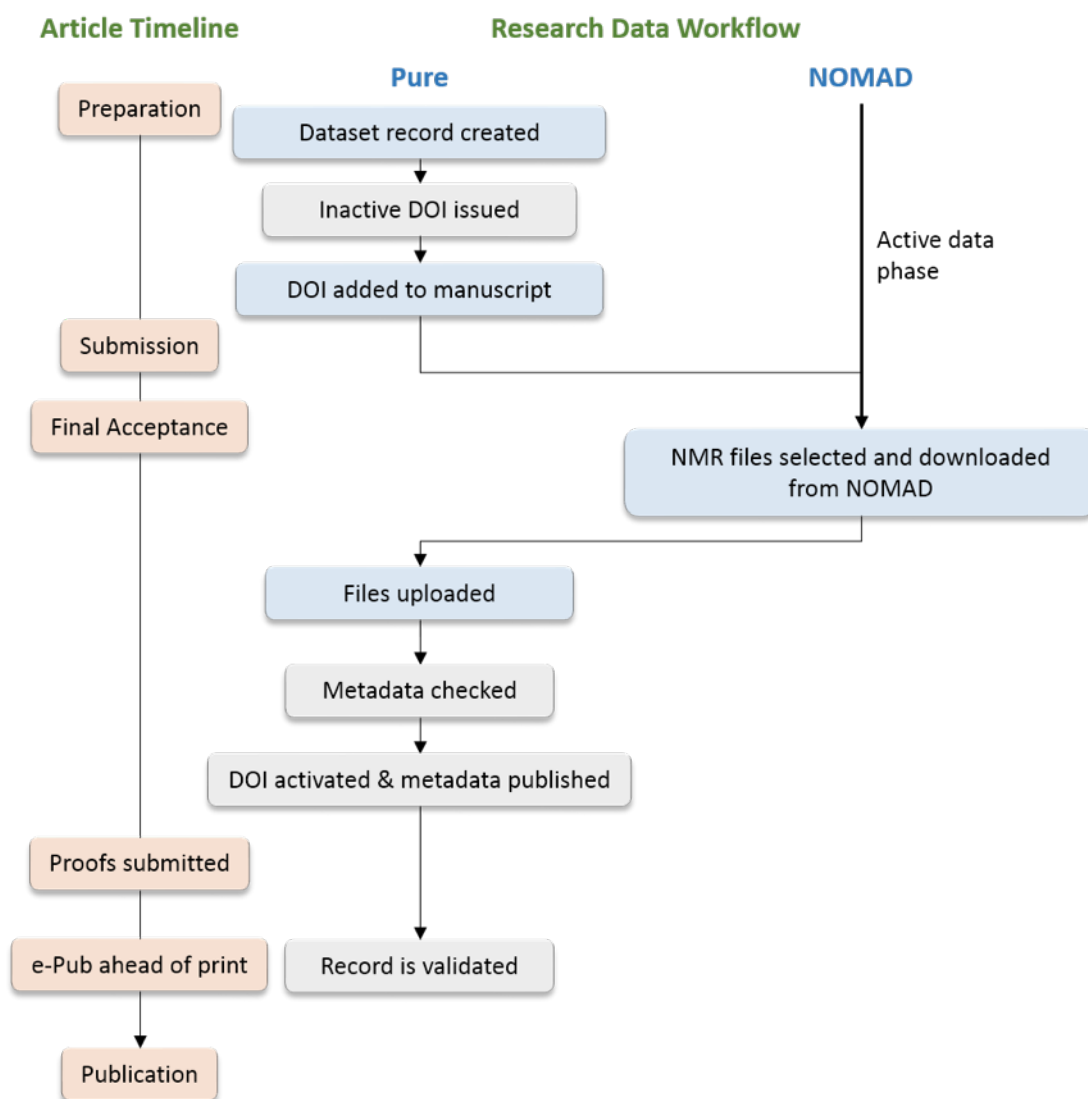 Article Timeline
Research Data Workflow
Pure
NOMAD
Preparation
Dataset record created
Inactive DOI issued
Active data
phase
DOI added to manuscript
Submission
Final Acceptance
NMR files selected and downloaded
from NOMAD
Files uploaded
Metadata checked
DOI activated & metadata published
Proofs submitted
e-Pub ahead of print
Record is validated
Publication